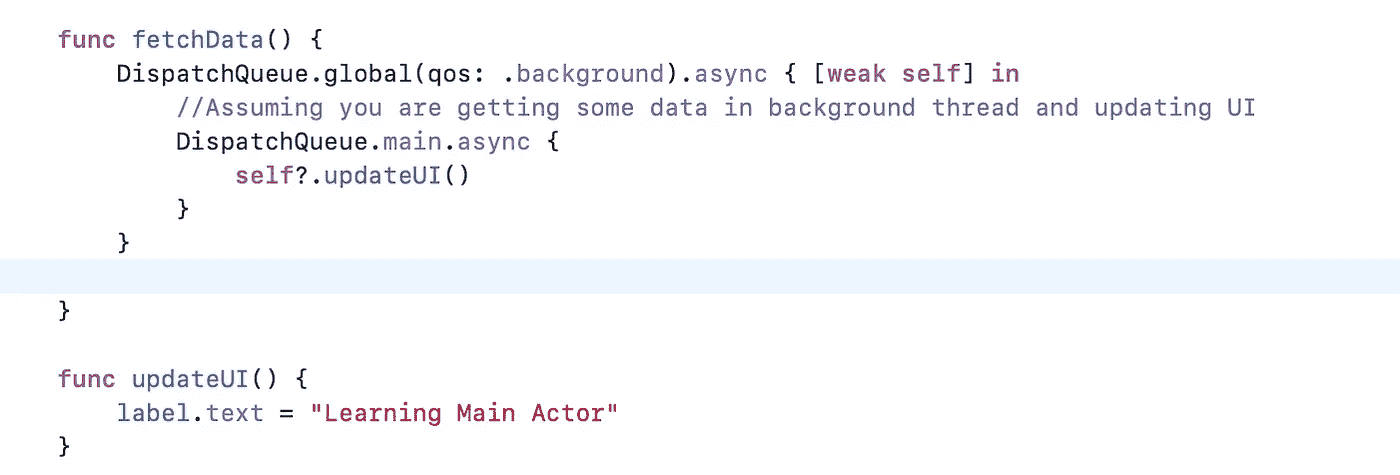 func fetchData() {
    DispatchQueue.global(qos: .background).async { [weak self] in
        //Assuming you are getting some data in background thread and updating UI
        DispatchQueue.main.async {
            self?.updateUI()
        }
    }
}
func updateUI() {
    label.text = "Learning Main Actor"
}